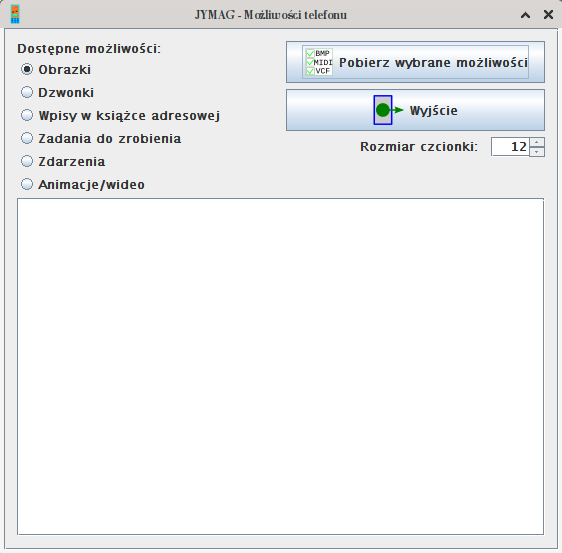 JYMAG - Możliwości telefonu
Dostępne możliwości:
Obrazki
Dzwonki
Wpisy w książce adresowej
Zadania do zrobienia
Zdarzenia
Animacje/wideo
BMP
MIDI
VCF
Pobierz wybrane możliwości
Wyjście
Rozmiar czcionki: 12